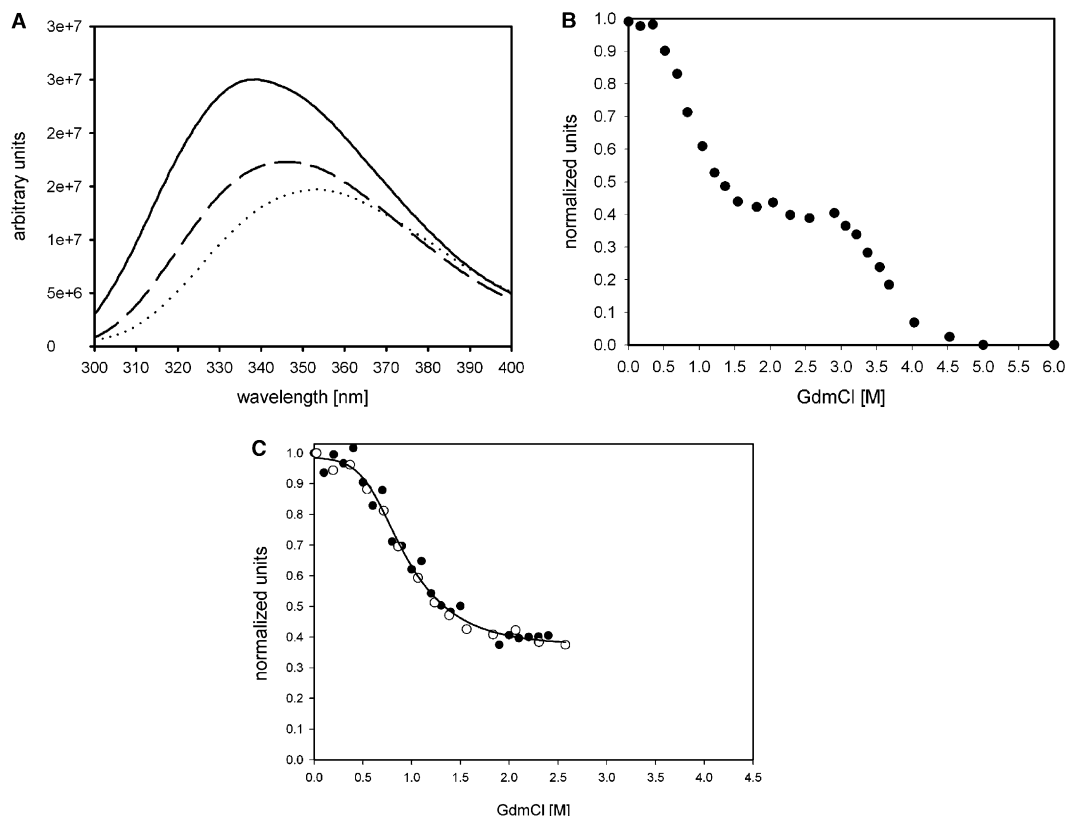 A
3e+7
3e+7
2e+7
2e+7
1e+7
5e+6
0
arbitrary units
300 310 320 330 340 350 360 370 380 390 400
wavelength [nm]
B
1.0
1.0
0.9
0.8
0.7
0.6
0.5
0.4
0.3
0.2
0.1
0.0
normalized units
0.0 0.5 1.0 1.5 2.0 2.5 3.0 3.5 4.0 4.5 5.0 5.5 6.0
GdmCl [M]
C
1.0
0.9
0.8
0.7
0.6
0.5
0.4
0.3
0.2
0.1
0.0
normalized units
0.0 0.5 1.0 1.5 2.0 2.5 3.0 3.5 4.0 4.5
GdmCl [M]